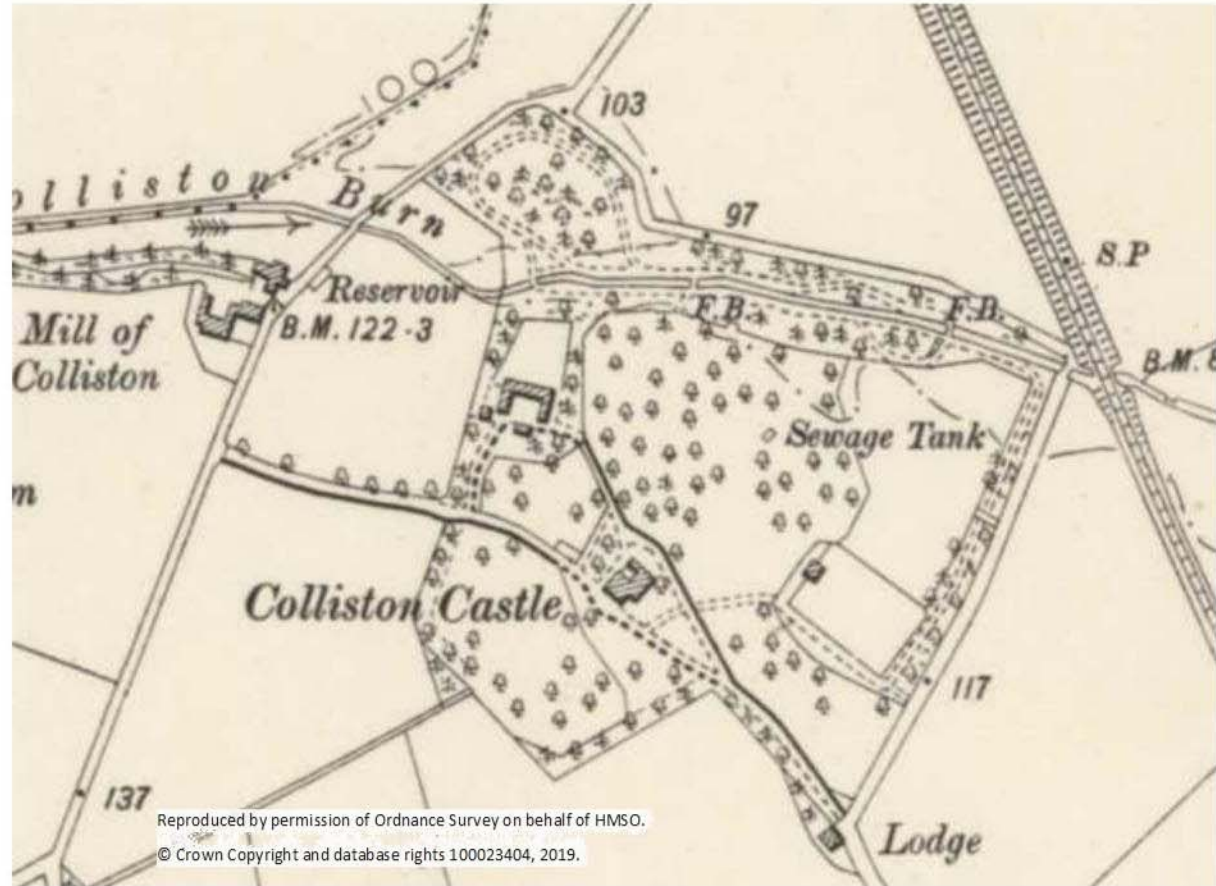 103
olliston Burn
97
S.P
Reservoir
F.B.
F.B.
B.M. 122·3
Mill of
Colliston
B.M. 8
Sewage Tank
m
Colliston Castle
117
137
Lodge
Reproduced by permission of Ordnance Survey on behalf of HMSO.
© Crown Copyright and database rights 100023404, 2019.